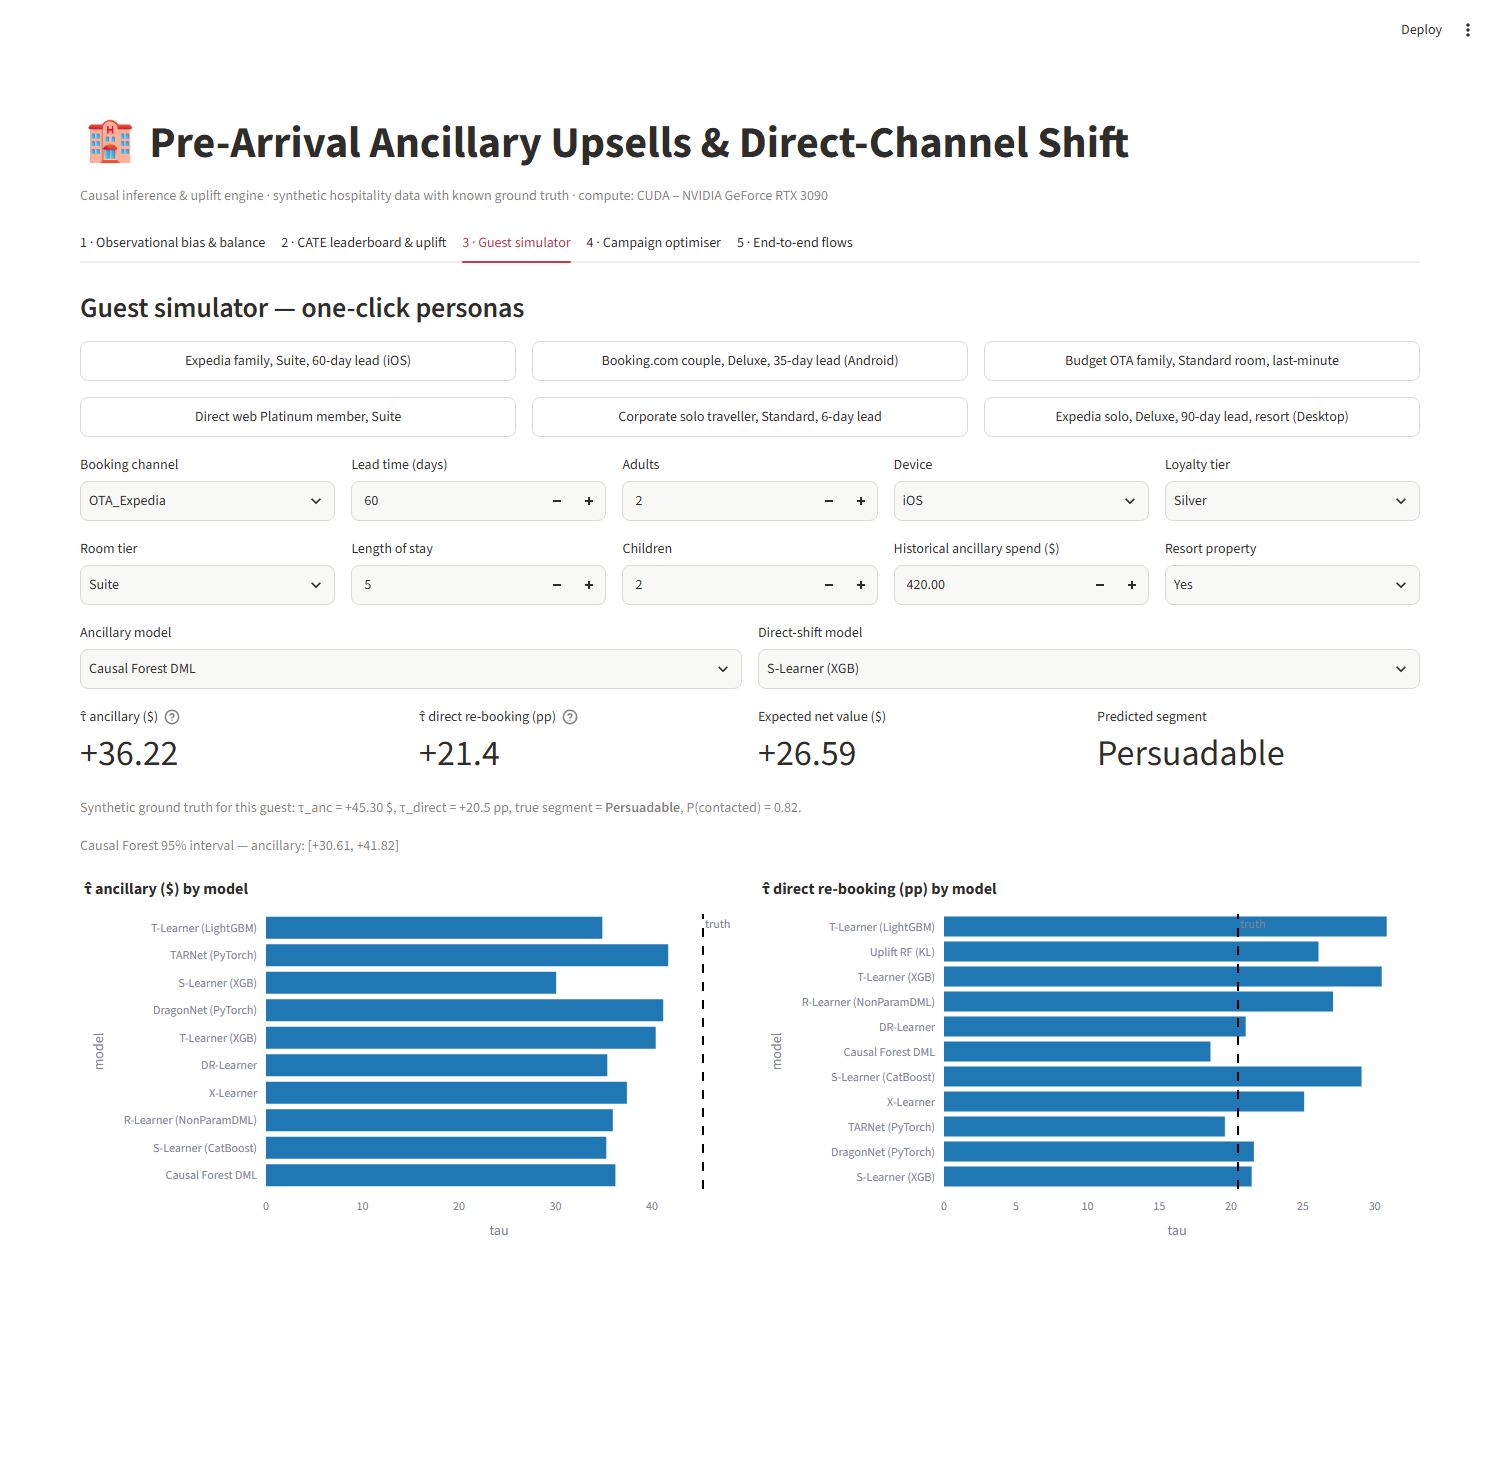 Deploy
Pre-Arrival Ancillary Upsells & Direct-Channel Shift
Causal inference & uplift engine · synthetic hospitality data with known ground truth · compute: CUDA – NVIDIA GeForce RTX 3090
1 · Observational bias & balance 2 · CATE leaderboard & uplift 3 · Guest simulator 4 · Campaign optimiser 5 · End-to-end flows
Guest simulator — one-click personas
Expedia family, Suite, 60-day lead (iOS) Booking.com couple, Deluxe, 35-day lead (Android) Budget OTA family, Standard room, last-minute
Direct web Platinum member, Suite Corporate solo traveller, Standard, 6-day lead Expedia solo, Deluxe, 90-day lead, resort (Desktop)
Booking channel Lead time (days) Adults Device Loyalty tier
OTA_Expedia 60 − + 2 − + iOS Silver
Room tier Length of stay Children Historical ancillary spend ($) Resort property
Suite 5 − + 2 − + 420.00 − + Yes
Ancillary model Direct-shift model
Causal Forest DML S-Learner (XGB)
τ̂ ancillary ($) ? τ̂ direct re-booking (pp) ? Expected net value ($) Predicted segment
+36.22 +21.4 +26.59 Persuadable
Synthetic ground truth for this guest: τ_anc = +45.30 $, τ_direct = +20.5 pp, true segment = Persuadable, P(contacted) = 0.82.
Causal Forest 95% interval — ancillary: [+30.61, +41.82]
τ̂ ancillary ($) by model
truth
T-Learner (LightGBM)
TARNet (PyTorch)
S-Learner (XGB)
DragonNet (PyTorch)
T-Learner (XGB)
DR-Learner
X-Learner
R-Learner (NonParamDML)
S-Learner (CatBoost)
Causal Forest DML
model
0 10 20 30 40
tau
τ̂ direct re-booking (pp) by model
truth
T-Learner (LightGBM)
Uplift RF (KL)
T-Learner (XGB)
R-Learner (NonParamDML)
DR-Learner
Causal Forest DML
S-Learner (CatBoost)
X-Learner
TARNet (PyTorch)
DragonNet (PyTorch)
S-Learner (XGB)
model
0 5 10 15 20 25 30
tau